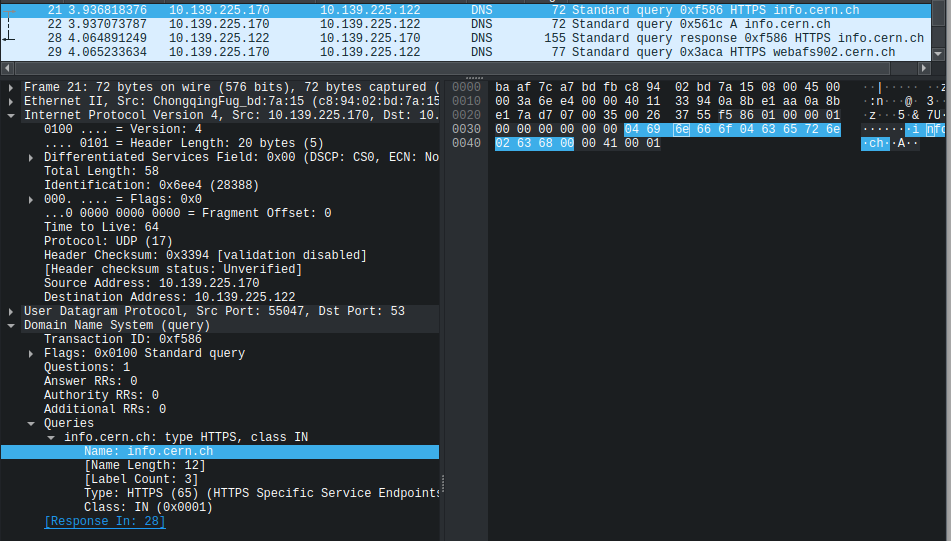 21 3.936818376 10.139.225.170 10.139.225.122 DNS 72 Standard query 0xf586 HTTPS info.cern.ch
22 3.937073787 10.139.225.170 10.139.225.122 DNS 72 Standard query 0x561c A info.cern.ch
28 4.064891249 10.139.225.122 10.139.225.170 DNS 155 Standard query response 0xf586 HTTPS info.cern.ch
29 4.065233634 10.139.225.170 10.139.225.122 DNS 77 Standard query 0x3aca HTTPS webafs902.cern.ch
Frame 21: 72 bytes on wire (576 bits), 72 bytes captured (
Ethernet II, Src: ChongqingFug_bd:7a:15 (c8:94:02:bd:7a:15
Internet Protocol Version 4, Src: 10.139.225.170, Dst: 10.
0100 .... = Version: 4
.... 0101 = Header Length: 20 bytes (5)
Differentiated Services Field: 0x00 (DSCP: CS0, ECN: No
Total Length: 58
Identification: 0x6ee4 (28388)
000. .... = Flags: 0x0
...0 0000 0000 0000 = Fragment Offset: 0
Time to Live: 64
Protocol: UDP (17)
Header Checksum: 0x3394 [validation disabled]
[Header checksum status: Unverified]
Source Address: 10.139.225.170
Destination Address: 10.139.225.122
User Datagram Protocol, Src Port: 55047, Dst Port: 53
Domain Name System (query)
Transaction ID: 0xf586
Flags: 0x0100 Standard query
Questions: 1
Answer RRs: 0
Authority RRs: 0
Additional RRs: 0
Queries
info.cern.ch: type HTTPS, class IN
Name: info.cern.ch
[Name Length: 12]
[Label Count: 3]
Type: HTTPS (65) (HTTPS Specific Service Endpoints
Class: IN (0x0001)
[Response In: 28]
0000 ba af 7c a7 bd fb c8 94 02 bd 7a 15 08 00 45 00 ··|····· ··z
0010 00 3a 6e e4 00 00 40 11 33 94 0a 8b e1 aa 0a 8b ·:n···@· 3··
0020 e1 7a d7 07 00 35 00 26 37 55 f5 86 01 00 00 01 ·z···5·& 7U·
0030 00 00 00 00 00 00 04 69 6e 66 6f 04 63 65 72 6e ·······i nfo
0040 02 63 68 00 00 41 00 01 ·ch··A··